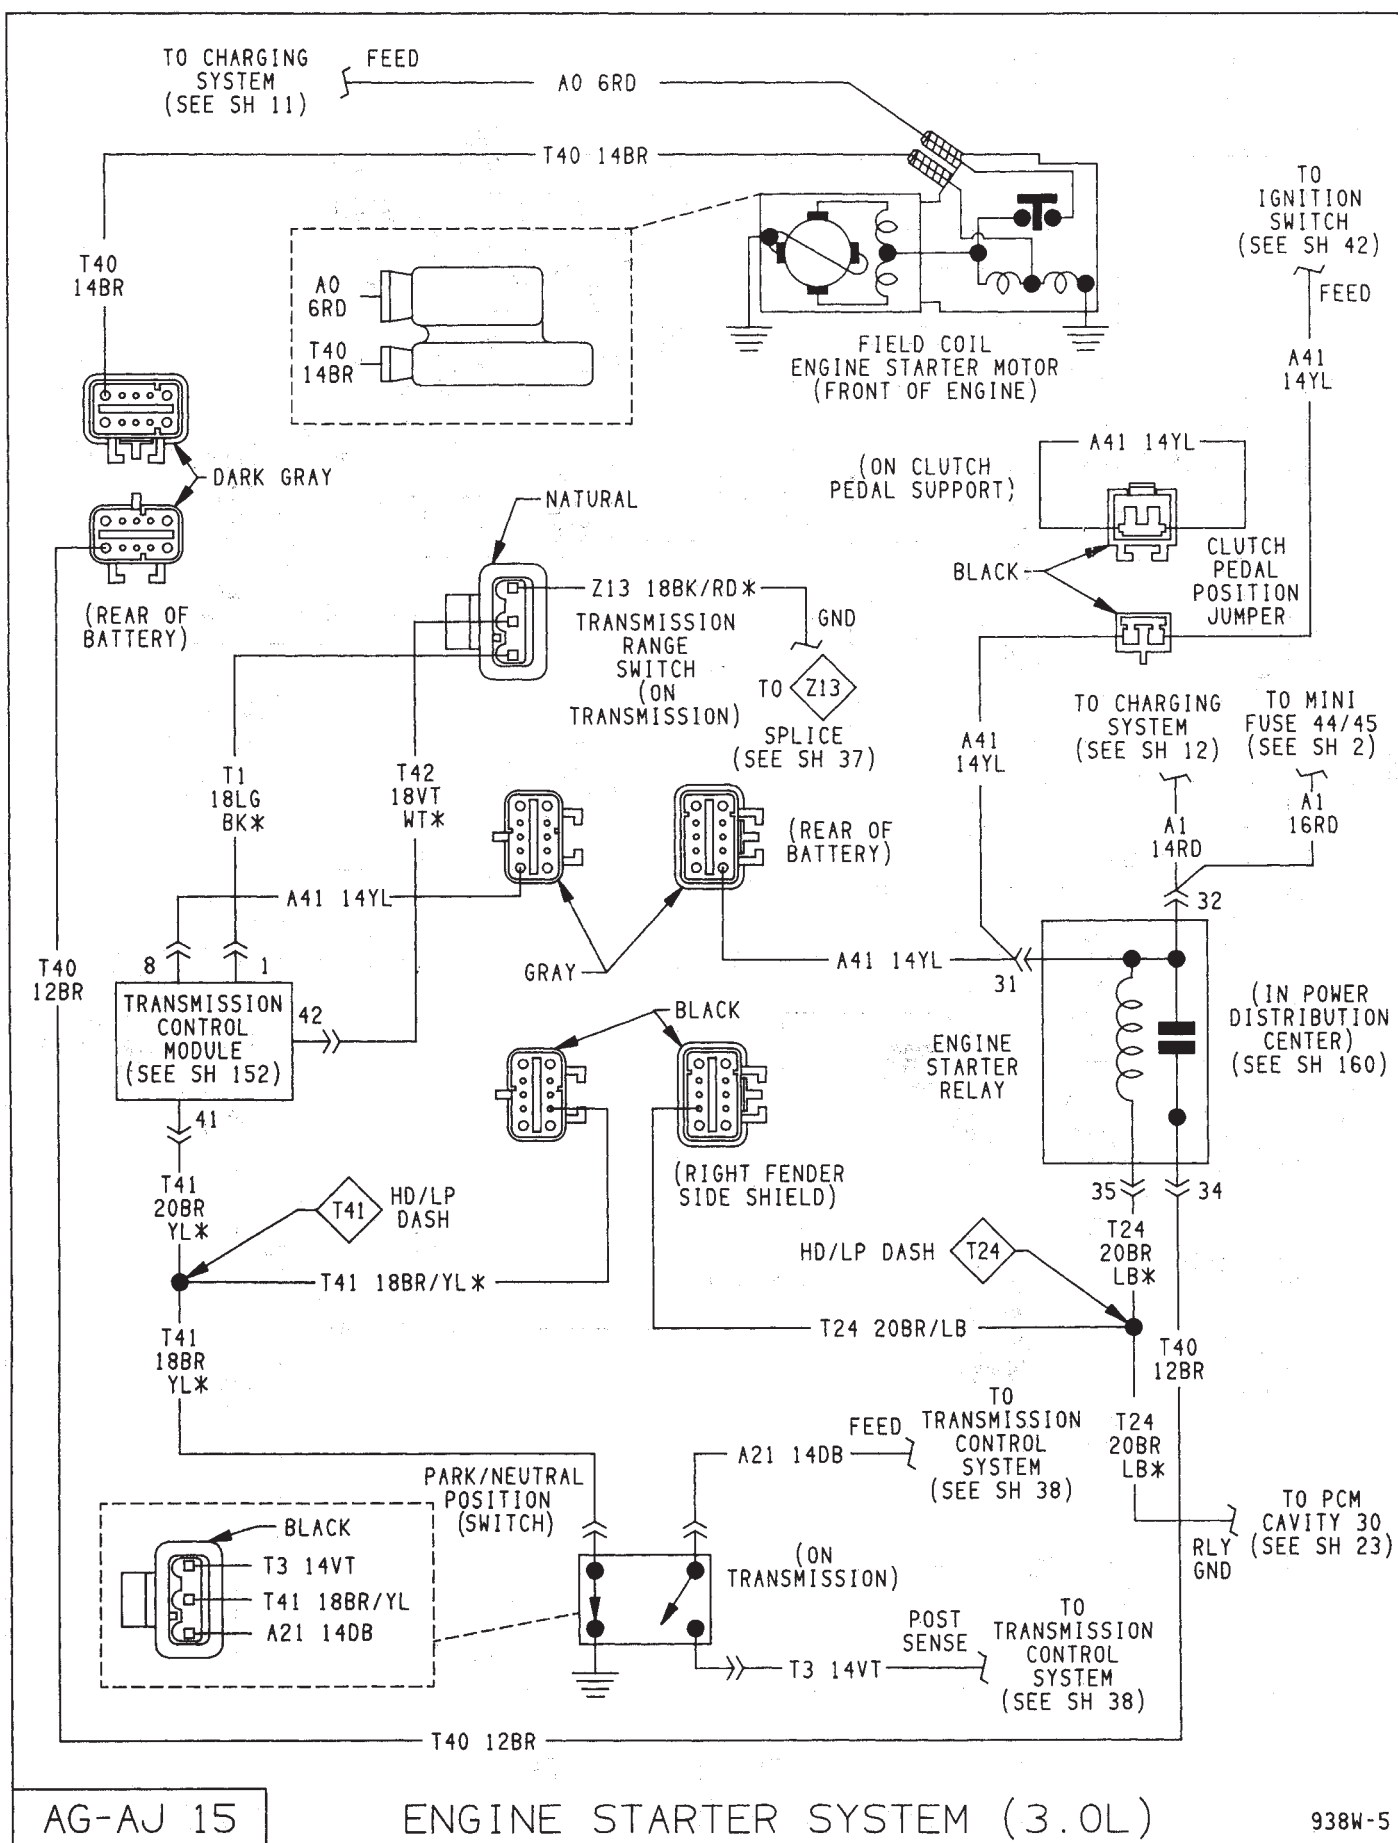 TO CHARGING
SYSTEM
(SEE SH 11)
FEED
A0 6RD
T40 14BR
TO
IGNITION
SWITCH
(SEE SH 42)
FEED
T40
14BR
A0
6RD
T40
14BR
FIELD COIL
ENGINE STARTER MOTOR
(FRONT OF ENGINE)
A41
14YL
DARK GRAY
(REAR OF
BATTERY)
NATURAL
(ON CLUTCH
PEDAL SUPPORT)
A41 14YL
BLACK
CLUTCH
PEDAL
POSITION
JUMPER
Z13 18BK/RD*
GND
TRANSMISSION
RANGE
SWITCH
(ON
TRANSMISSION)
TO Z13
SPLICE
(SEE SH 37)
TO CHARGING
SYSTEM
(SEE SH 12)
TO MINI
FUSE 44/45
(SEE SH 2)
A41
14YL
T1
18LG
BK*
T42
18VT
WT*
A1
14RD
A1
16RD
(REAR OF
BATTERY)
A41 14YL
GRAY
A41 14YL
32
31
T40
12BR
8
1
TRANSMISSION
CONTROL
MODULE
(SEE SH 152)
42
41
BLACK
ENGINE
STARTER
RELAY
(IN POWER
DISTRIBUTION
CENTER)
(SEE SH 160)
(RIGHT FENDER
SIDE SHIELD)
35
34
T41
20BR
YL*
T41
HD/LP
DASH
T41 18BR/YL*
HD/LP DASH
T24
T24
20BR
LB*
T24 20BR/LB
T40
12BR
T41
18BR
YL*
T24
20BR
LB*
FEED
A21 14DB
TO
TRANSMISSION
CONTROL
SYSTEM
(SEE SH 38)
PARK/NEUTRAL
POSITION
(SWITCH)
TO PCM
CAVITY 30
(SEE SH 23)
RLY
GND
BLACK
T3 14VT
T41 18BR/YL
A21 14DB
(ON
TRANSMISSION)
POST
SENSE
T3 14VT
TO
TRANSMISSION
CONTROL
SYSTEM
(SEE SH 38)
T40 12BR
AG-AJ 15
ENGINE STARTER SYSTEM (3.0L)
938W-5